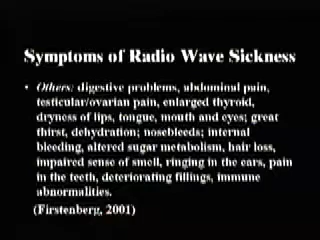 Symptoms of Radio Wave Sickness
• Others: digestive problems, abdominal pain,
testicular/ovarian pain, enlarged thyroid,
dryness of lips, tongue, mouth and eyes; great
thirst, dehydration; nosebleeds; internal
bleeding, altered sugar metabolism, hair loss,
impaired sense of smell, ringing in the ears, pain
in the teeth, deteriorating fillings, immune
abnormalities.
(Firstenberg, 2001)